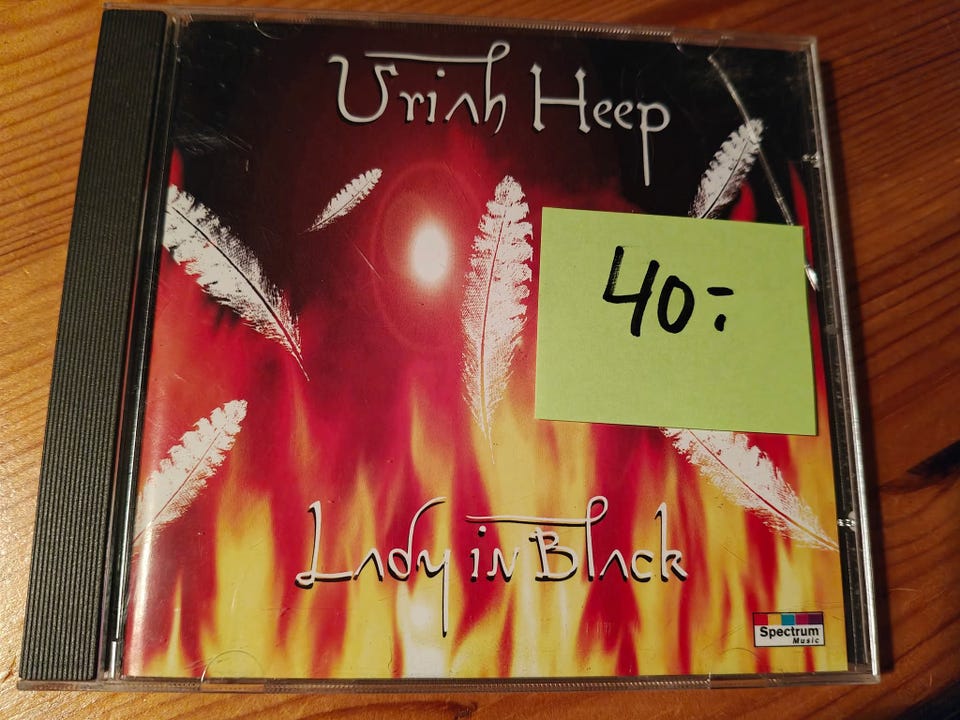 Uriah Heep
40:-
Lady in Black
Spectrum
Music